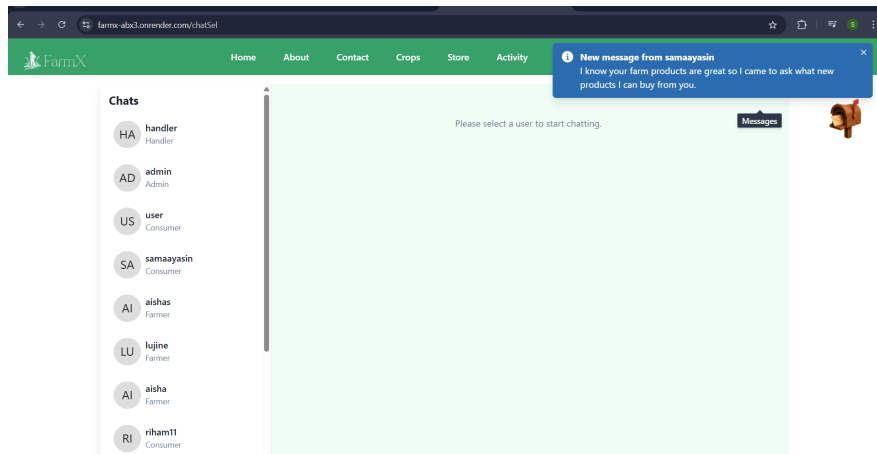 farmx-abx3.onrender.com/chatSel
S
FarmX
Home About Contact Crops Store Activity
New message from samaayasin
I know your farm products are great so I came to ask what new
products I can buy from you.
Messages
Chats
Please select a user to start chatting.
HA
handler
Handler
AD
admin
Admin
US
user
Consumer
SA
samaayasin
Consumer
AI
aishas
Farmer
LU
lujine
Farmer
AI
aisha
Farmer
RI
riham11
Consumer